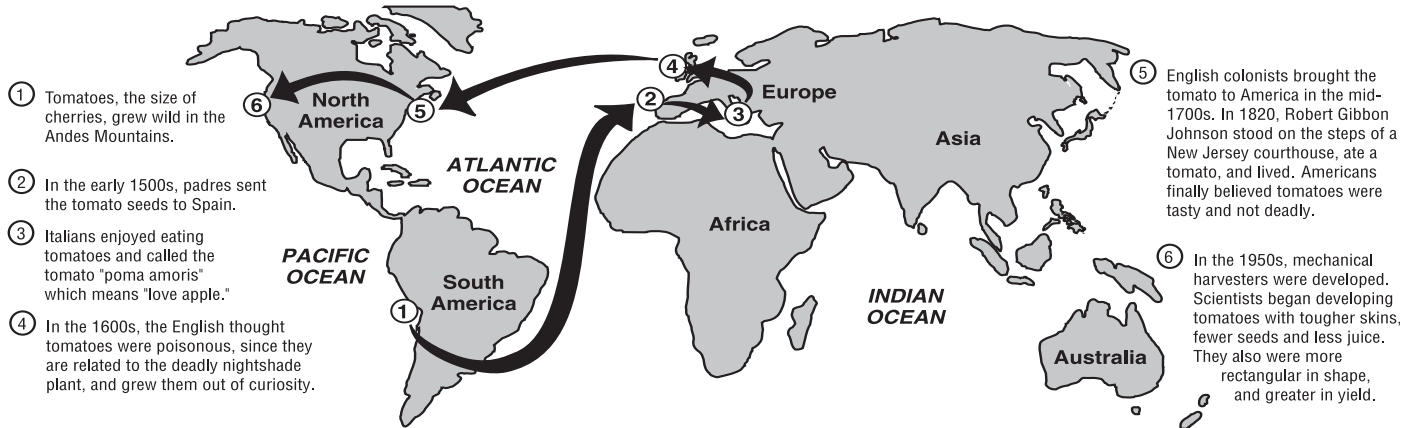 ① Tomatoes, the size of
cherries, grew wild in the
Andes Mountains.
② In the early 1500s, padres sent
the tomato seeds to Spain.
③ Italians enjoyed eating
tomatoes and called the
tomato "poma amoris"
which means "love apple."
④ In the 1600s, the English thought
tomatoes were poisonous, since they
are related to the deadly nightshade
plant, and grew them out of curiosity.
6
North
America
5
4
2
3
Europe
Asia
ATLANTIC
OCEAN
Africa
PACIFIC
OCEAN
South
America
1
INDIAN
OCEAN
Australia
⑤ English colonists brought the
tomato to America in the mid-
1700s. In 1820, Robert Gibbon
Johnson stood on the steps of a
New Jersey courthouse, ate a
tomato, and lived. Americans
finally believed tomatoes were
tasty and not deadly.
⑥ In the 1950s, mechanical
harvesters were developed.
Scientists began developing
tomatoes with tougher skins,
fewer seeds and less juice.
They also were more
rectangular in shape,
and greater in yield.